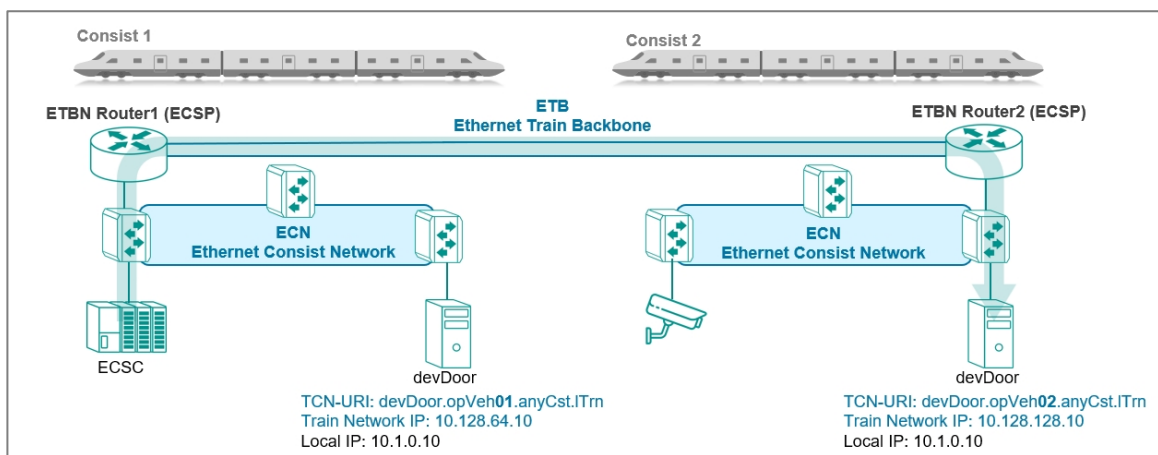 Consist 1
Consist 2
ETBN Router1 (ECSP)
ETB
Ethernet Train Backbone
ETBN Router2 (ECSP)
ECN
Ethernet Consist Network
ECN
Ethernet Consist Network
ECSC
devDoor
TCN-URI: devDoor.opVeh01.anyCst.lTrn
Train Network IP: 10.128.64.10
Local IP: 10.1.0.10
devDoor
TCN-URI: devDoor.opVeh02.anyCst.lTrn
Train Network IP: 10.128.128.10
Local IP: 10.1.0.10